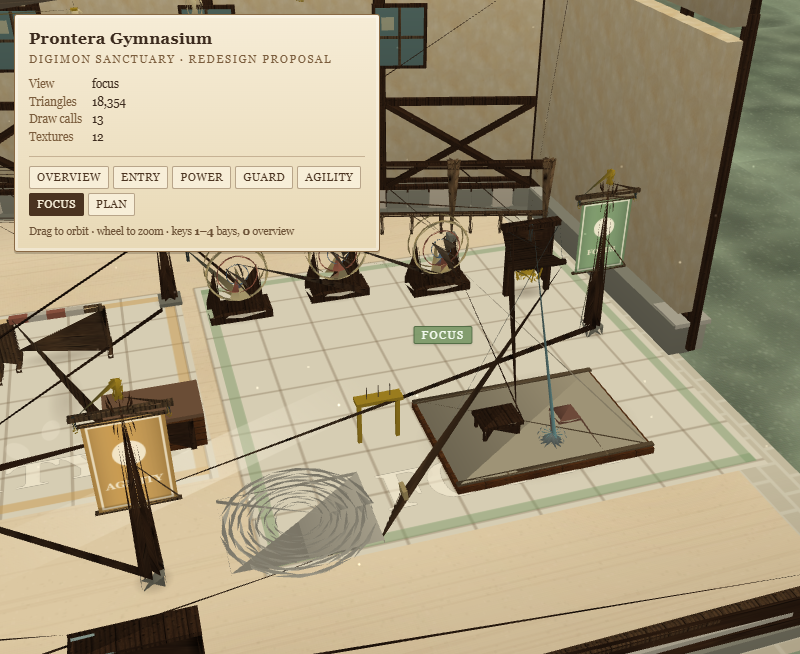 Prontera Gymnasium
DIGIMON SANCTUARY · REDESIGN PROPOSAL
View focus
Triangles 18,354
Draw calls 13
Textures 12
OVERVIEW ENTRY POWER GUARD AGILITY
FOCUS PLAN
Drag to orbit · wheel to zoom · keys 1–4 bays, 0 overview
FOCUS